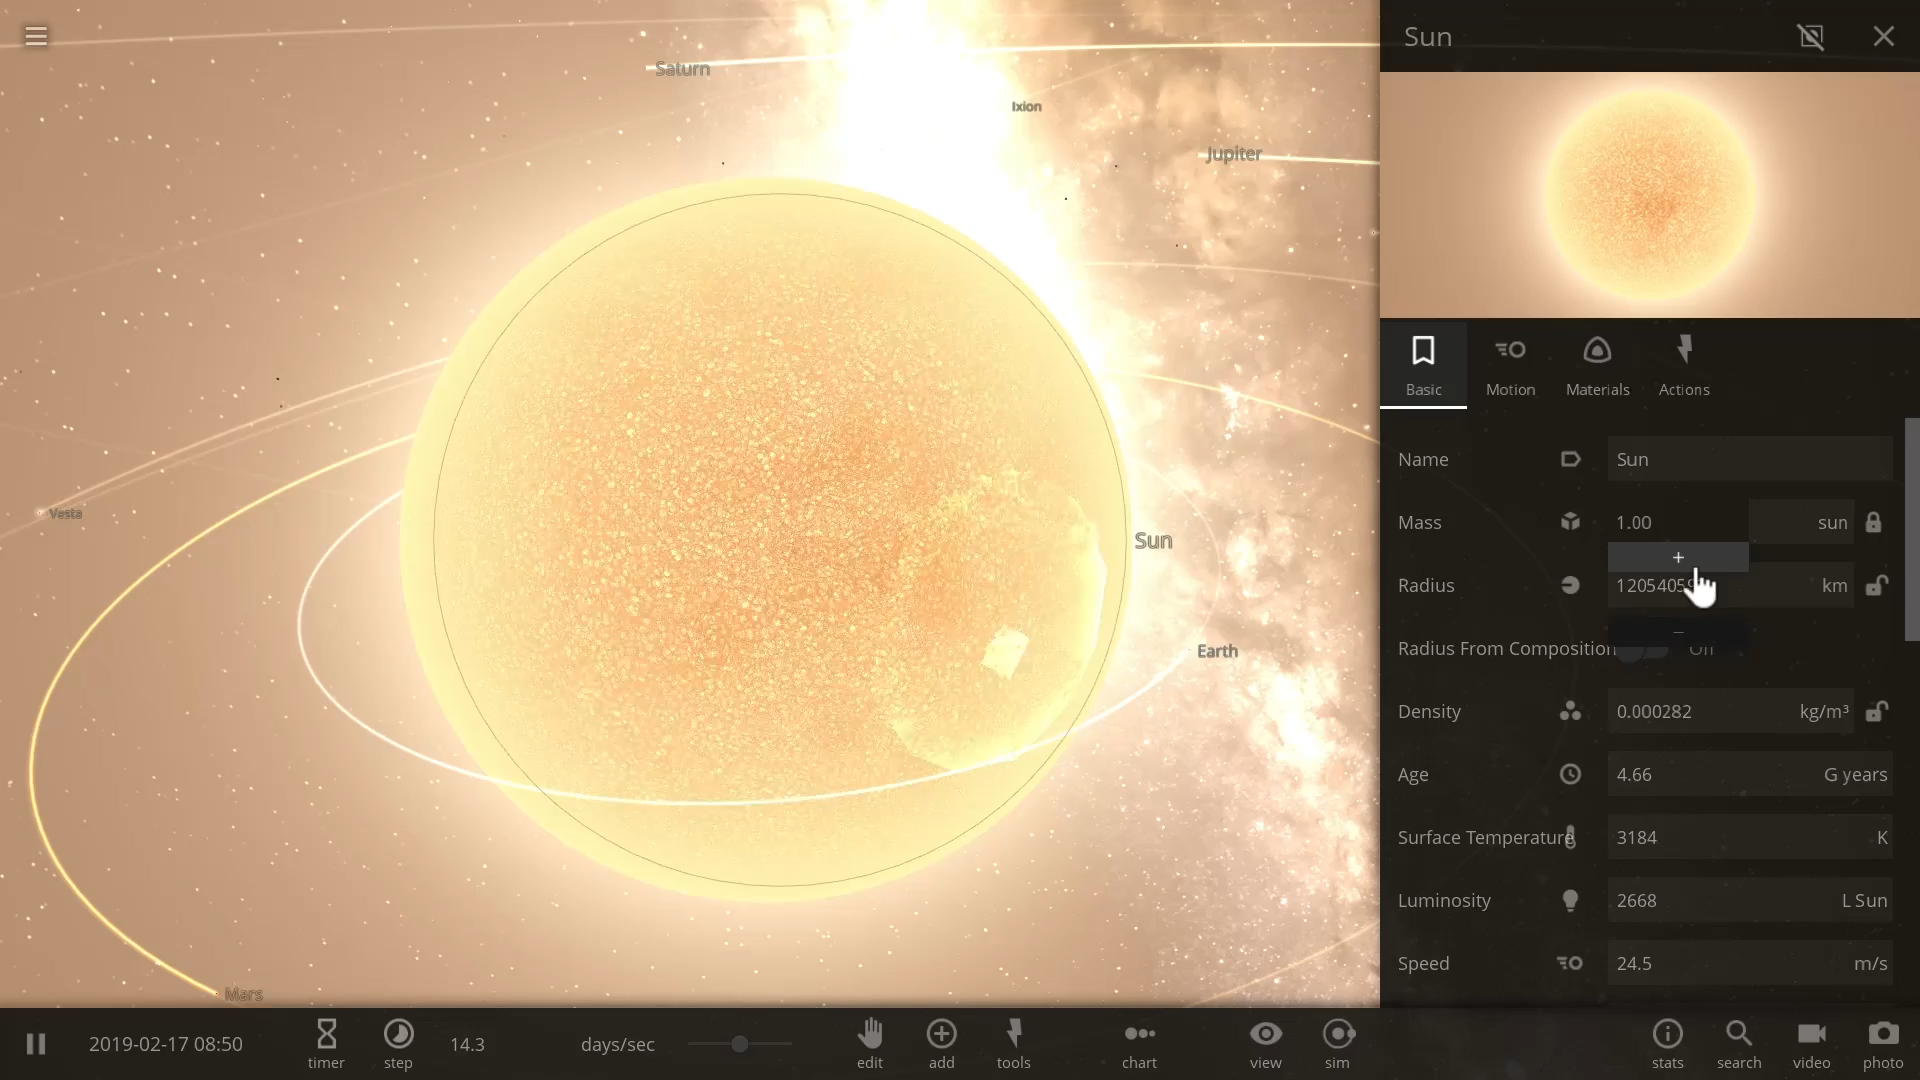 Sun
Saturn
Ixion
Jupiter
Vesta
Sun
Earth
Mars
Basic
Motion
Materials
Actions
Name
Sun
Mass
1.00
sun
+
Radius
km
−
Radius From Composition
Off
Density
0.000282
kg/m³
Age
4.66
G years
Surface Temperature
3184
K
Luminosity
2668
L Sun
Speed
24.5
m/s
2019-02-17 08:50
timer
step
14.3
days/sec
edit
add
tools
chart
view
sim
stats
search
video
photo